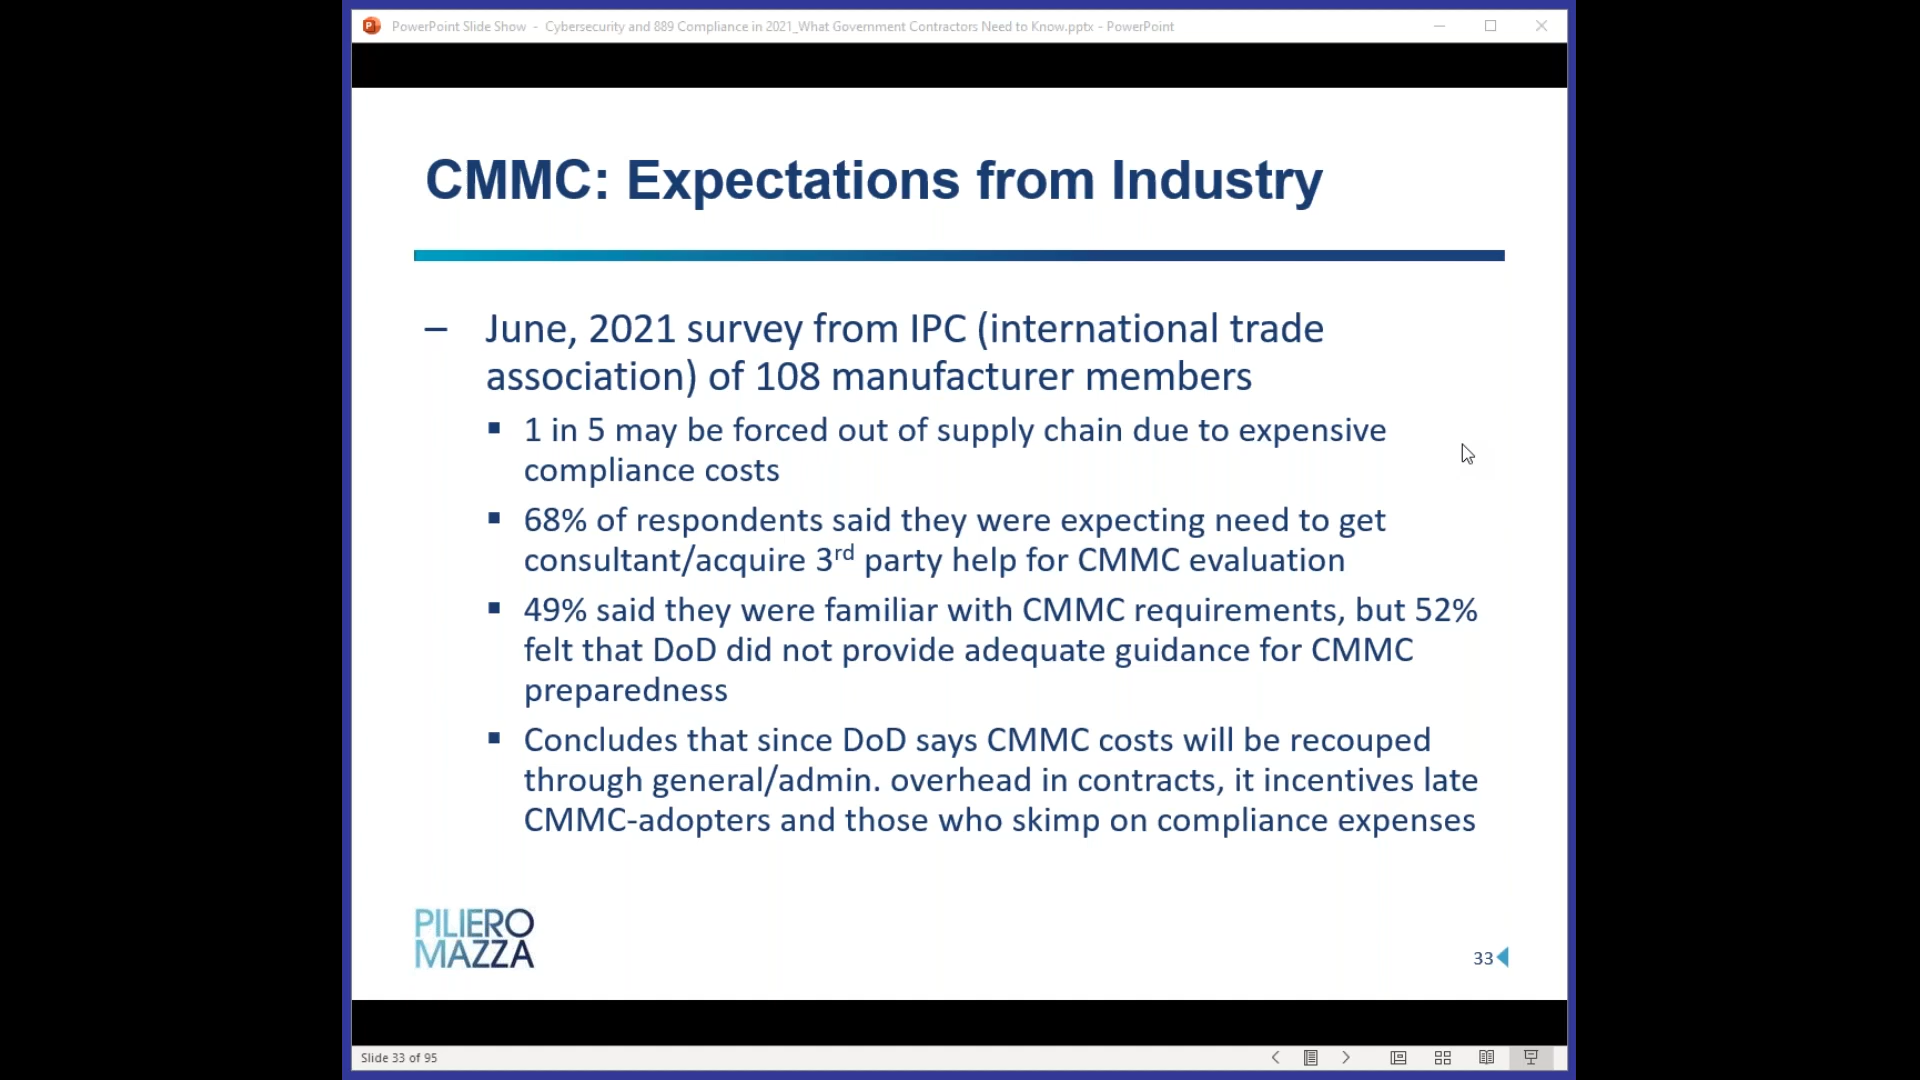 PowerPoint Slide Show - Cybersecurity and 889 Compliance in 2021_What Government Contractors Need to Know.pptx - PowerPoint
CMMC: Expectations from Industry
– June, 2021 survey from IPC (international trade
association) of 108 manufacturer members
▪ 1 in 5 may be forced out of supply chain due to expensive
compliance costs
▪ 68% of respondents said they were expecting need to get
consultant/acquire 3rd party help for CMMC evaluation
▪ 49% said they were familiar with CMMC requirements, but 52%
felt that DoD did not provide adequate guidance for CMMC
preparedness
▪ Concludes that since DoD says CMMC costs will be recouped
through general/admin. overhead in contracts, it incentives late
CMMC-adopters and those who skimp on compliance expenses
PILIERO
MAZZA
33
Slide 33 of 95